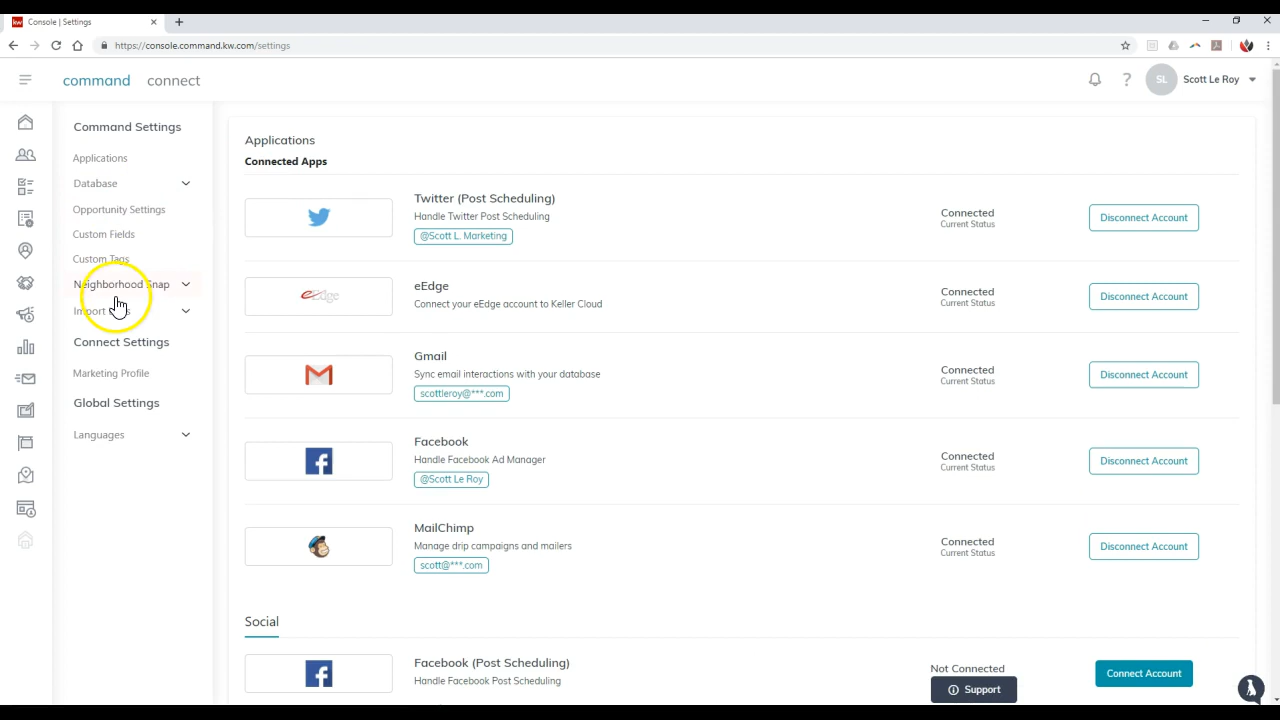 kw Console | Settings
https://console.command.kw.com/settings
command connect
? SL Scott Le Roy
Command Settings
Applications
Database
Opportunity Settings
Custom Fields
Custom Tags
Neighborhood Snap
Import
Connect Settings
Marketing Profile
Global Settings
Languages
Applications
Connected Apps
Twitter (Post Scheduling)
Handle Twitter Post Scheduling
@Scott L. Marketing
Connected
Current Status
Disconnect Account
eEdge
eEdge
Connect your eEdge account to Keller Cloud
Connected
Current Status
Disconnect Account
Gmail
Sync email interactions with your database
scottleroy@***.com
Connected
Current Status
Disconnect Account
Facebook
Handle Facebook Ad Manager
@Scott Le Roy
Connected
Current Status
Disconnect Account
MailChimp
Manage drip campaigns and mailers
scott@***.com
Connected
Current Status
Disconnect Account
Social
Facebook (Post Scheduling)
Handle Facebook Post Scheduling
Not Connected
Connect Account
Support